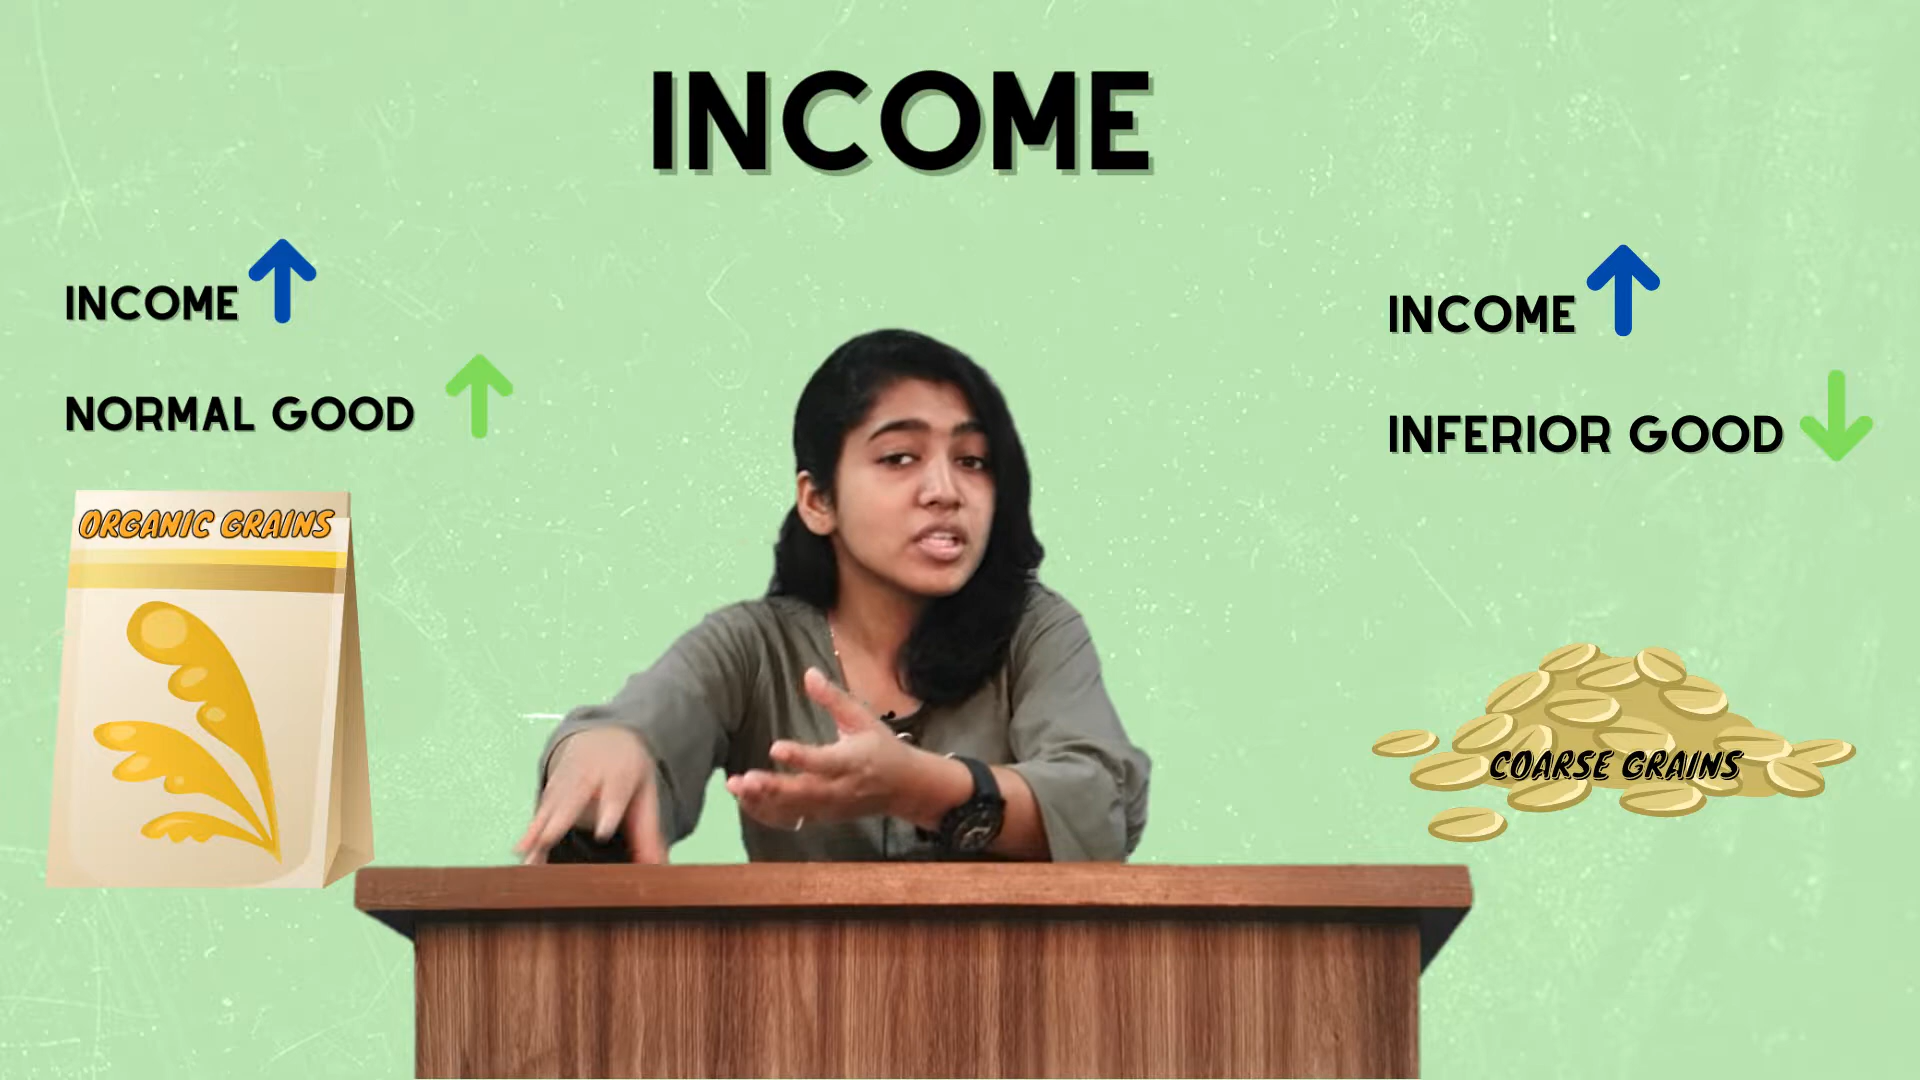 INCOME
INCOME
NORMAL GOOD
ORGANIC GRAINS
INCOME
INFERIOR GOOD
COARSE GRAINS